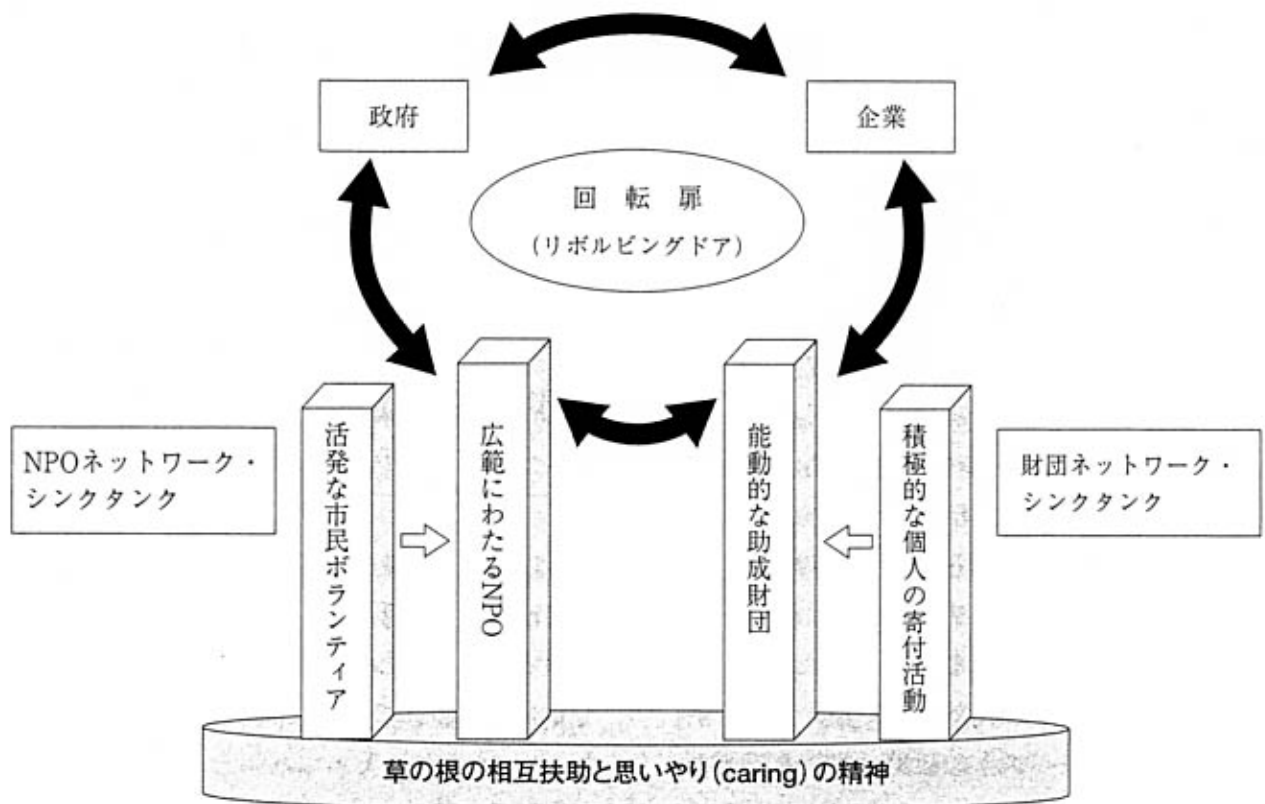 政府
企業
回転扉
(リボルビングドア)
NPOネットワーク・
シンクタンク
活発な市民ボランティア
広範にわたるNPO
能動的な助成財団
積極的な個人の寄付活動
財団ネットワーク・
シンクタンク
草の根の相互扶助と思いやり(caring)の精神